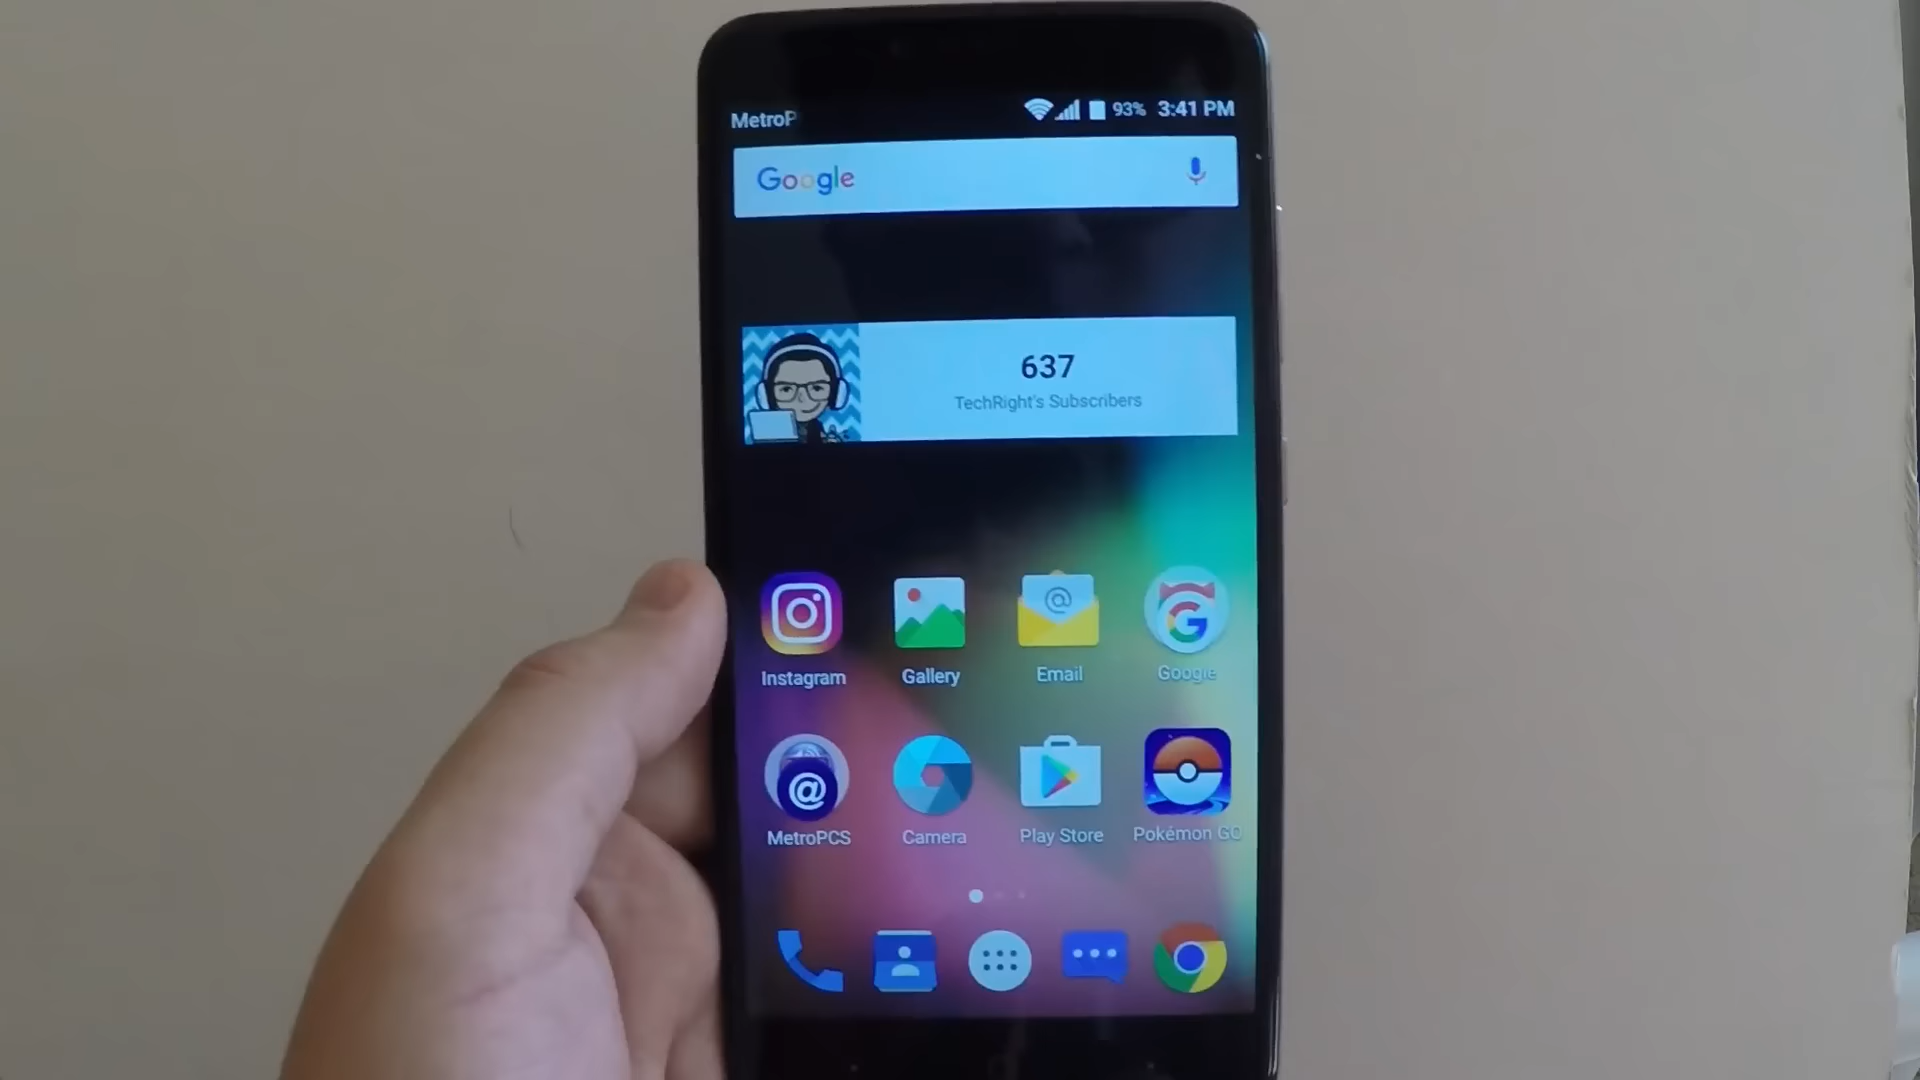 MetroP 93% 3:41 PM
Google
637
TechRight's Subscribers
Instagram Gallery Email Google
MetroPCS Camera Play Store Pokémon GO